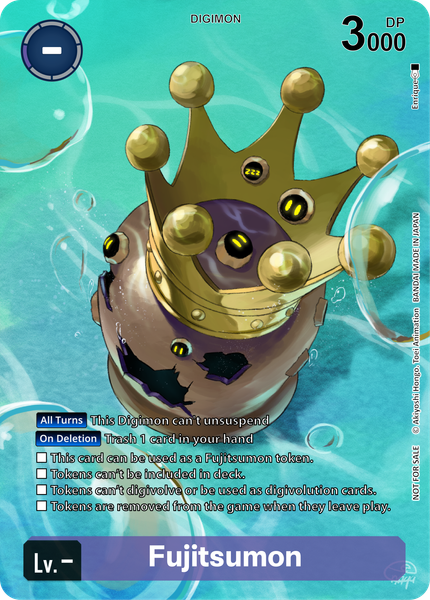 DIGIMON
DP
3000
-
Enrique
zzz
All Turns This Digimon can't unsuspend
On Deletion Trash 1 card in your hand
This card can be used as a Fujitsumon token.
Tokens can't be included in deck.
Tokens can't digivolve or be used as digivolution cards.
Tokens are removed from the game when they leave play.
© Akiyoshi Hongo, Toei Animation BANDAI MADE IN JAPAN
NOT FOR SALE
Lv.-
Fujitsumon